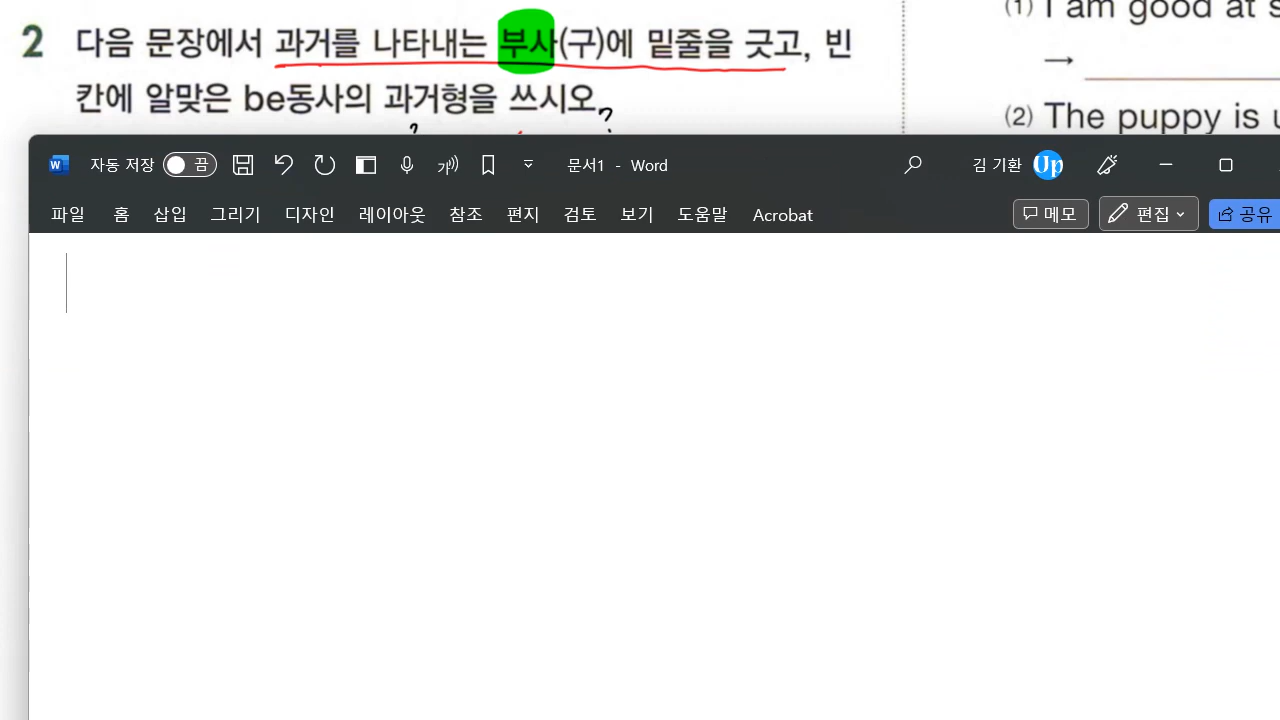 2 다음 문장에서 과거를 나타내는 부사(구)에 밑줄을 긋고, 빈
칸에 알맞은 be동사의 과거형을 쓰시오.
?
?
(1) I am good at s
→
(2) The puppy is u
자동 저장 끔 문서1 - Word 김 기환 Up
파일 홈 삽입 그리기 디자인 레이아웃 참조 편지 검토 보기 도움말 Acrobat 메모 편집 공유